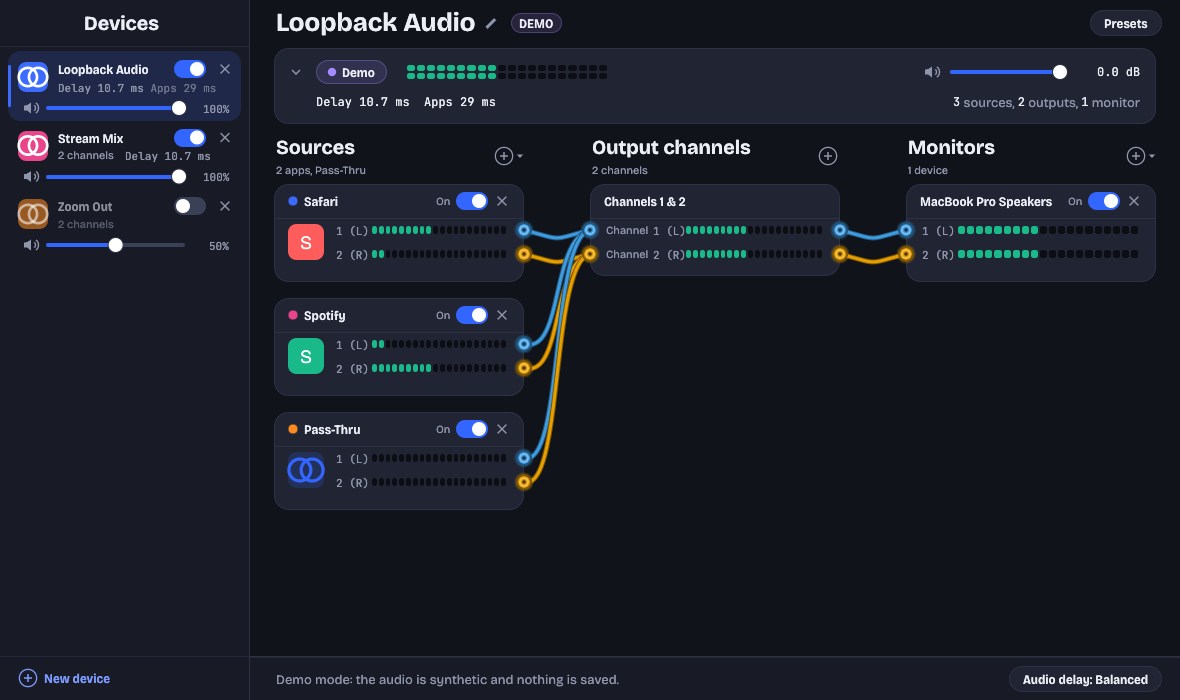 Devices
Loopback Audio
Delay 10.7 ms Apps 29 ms
100%
Stream Mix
2 channels Delay 10.7 ms
100%
Zoom Out
2 channels
50%
New device
Loopback Audio DEMO Presets
Demo 0.0 dB
Delay 10.7 ms Apps 29 ms 3 sources, 2 outputs, 1 monitor
Sources
2 apps, Pass-Thru
Safari On
S
1 (L)
2 (R)
Spotify On
S
1 (L)
2 (R)
Pass-Thru On
1 (L)
2 (R)
Output channels
2 channels
Channels 1 & 2
Channel 1 (L)
Channel 2 (R)
Monitors
1 device
MacBook Pro Speakers On
1 (L)
2 (R)
Demo mode: the audio is synthetic and nothing is saved. Audio delay: Balanced